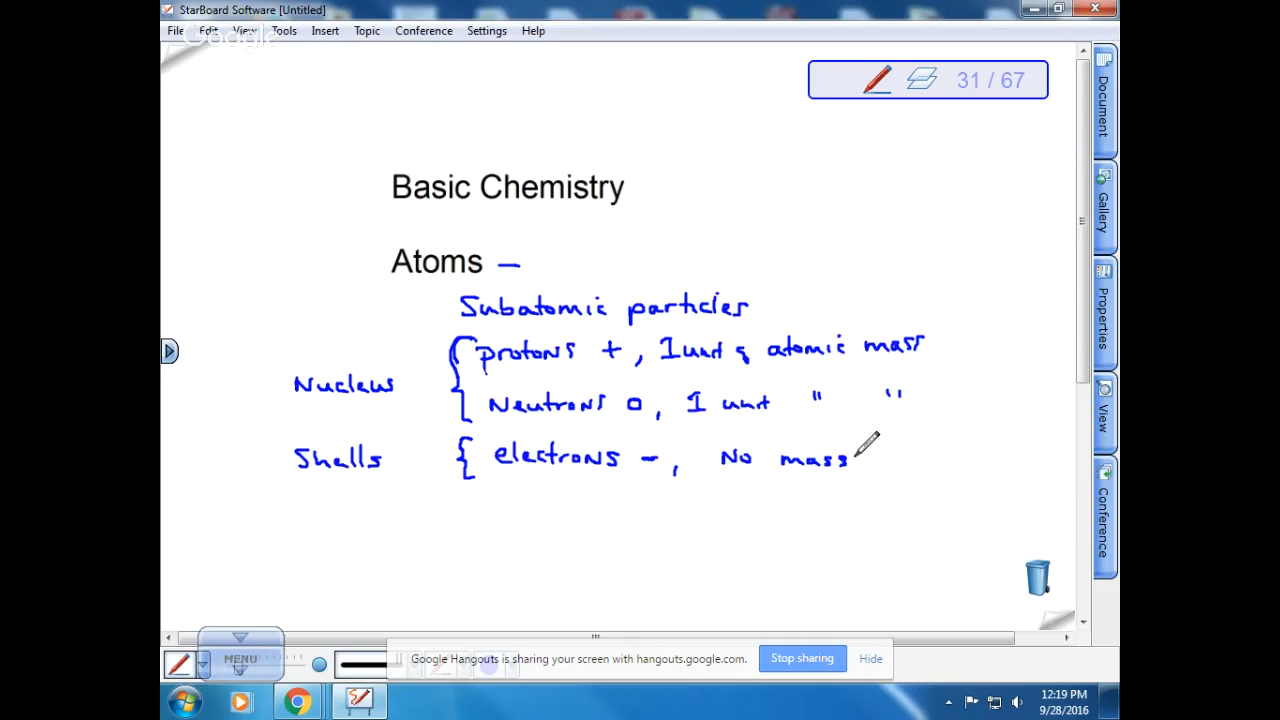 StarBoard Software [Untitled]
File Edit View Tools Insert Topic Conference Settings Help
Google
31 / 67
Document
Gallery
Properties
View
Conference
Basic Chemistry
Atoms –
Subatomic particles
Nucleus { protons + , 1 unit of atomic mass
Neutrons 0 , 1 unit " "
Shells { electrons – , No mass
MENU
Google Hangouts is sharing your screen with hangouts.google.com. Stop sharing Hide
12:19 PM
9/28/2016